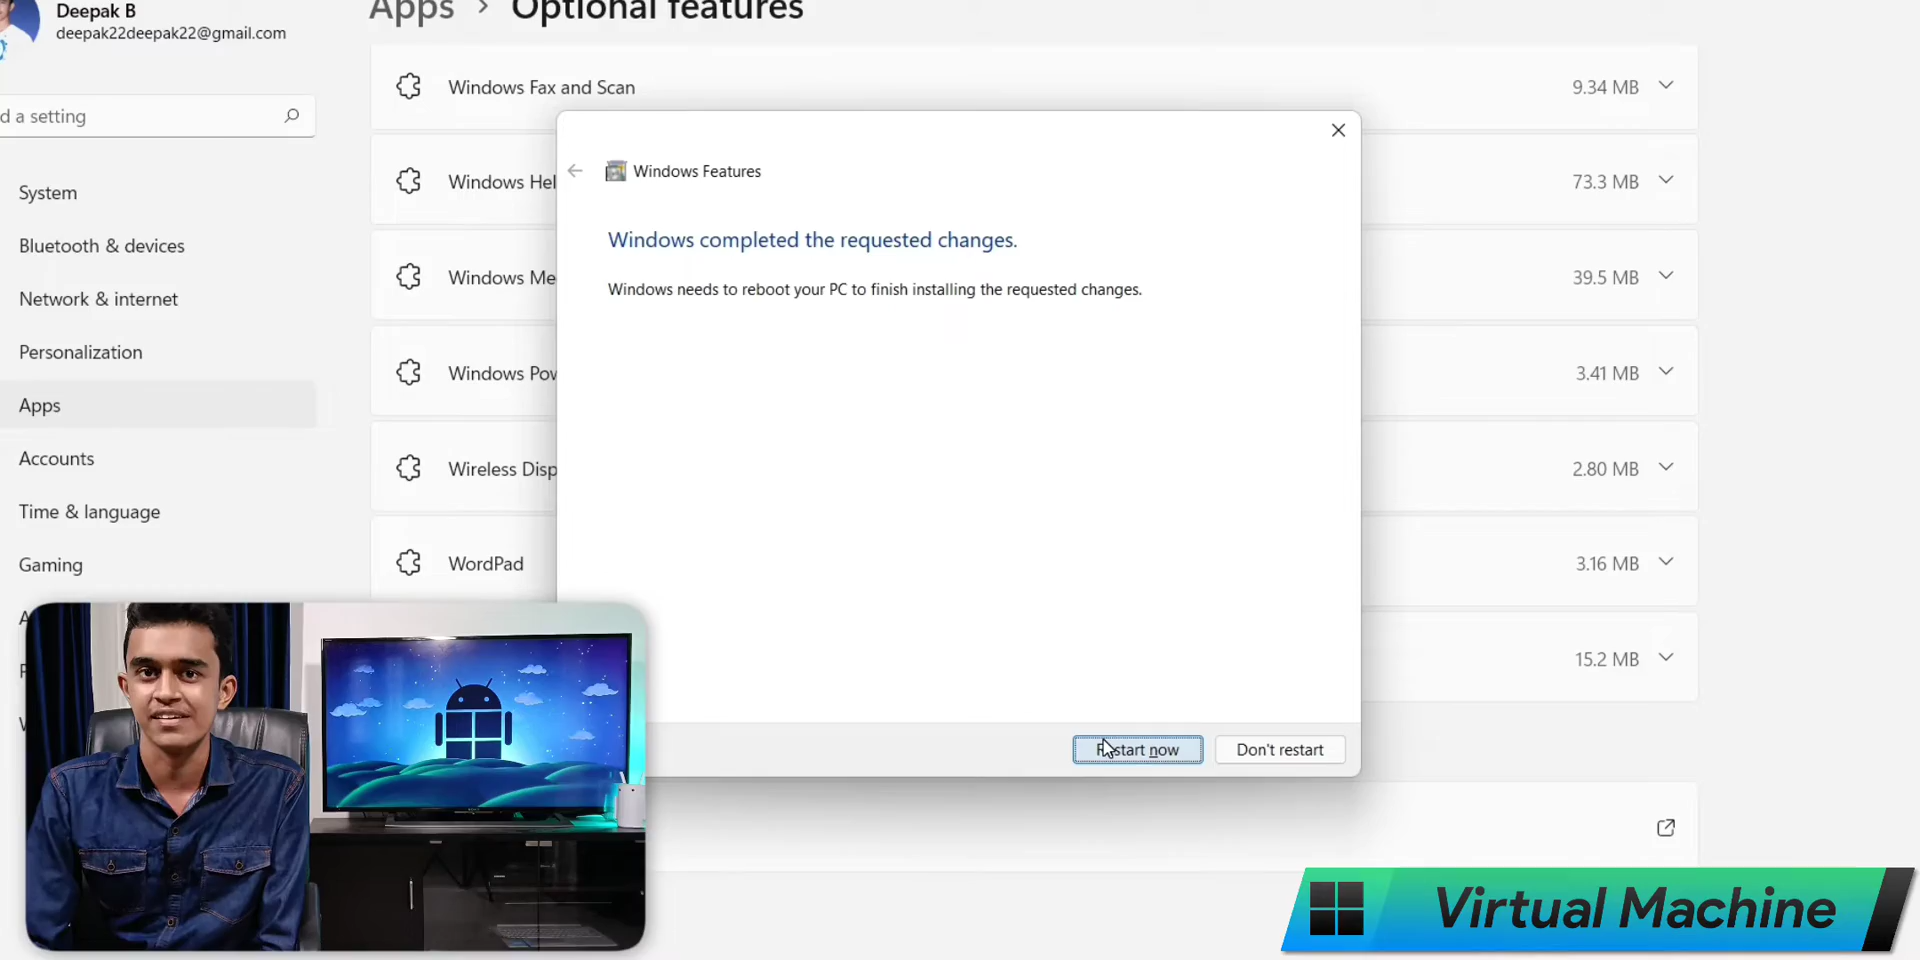 Deepak B
deepak22deepak22@gmail.com
Apps > Optional features
d a setting
System
Bluetooth & devices
Network & internet
Personalization
Apps
Accounts
Time & language
Gaming
Windows Fax and Scan 9.34 MB
Windows Hel 73.3 MB
Windows Me 39.5 MB
Windows Pow 3.41 MB
Wireless Disp 2.80 MB
WordPad 3.16 MB
15.2 MB
Windows Features
Windows completed the requested changes.
Windows needs to reboot your PC to finish installing the requested changes.
Restart now Don't restart
Virtual Machine